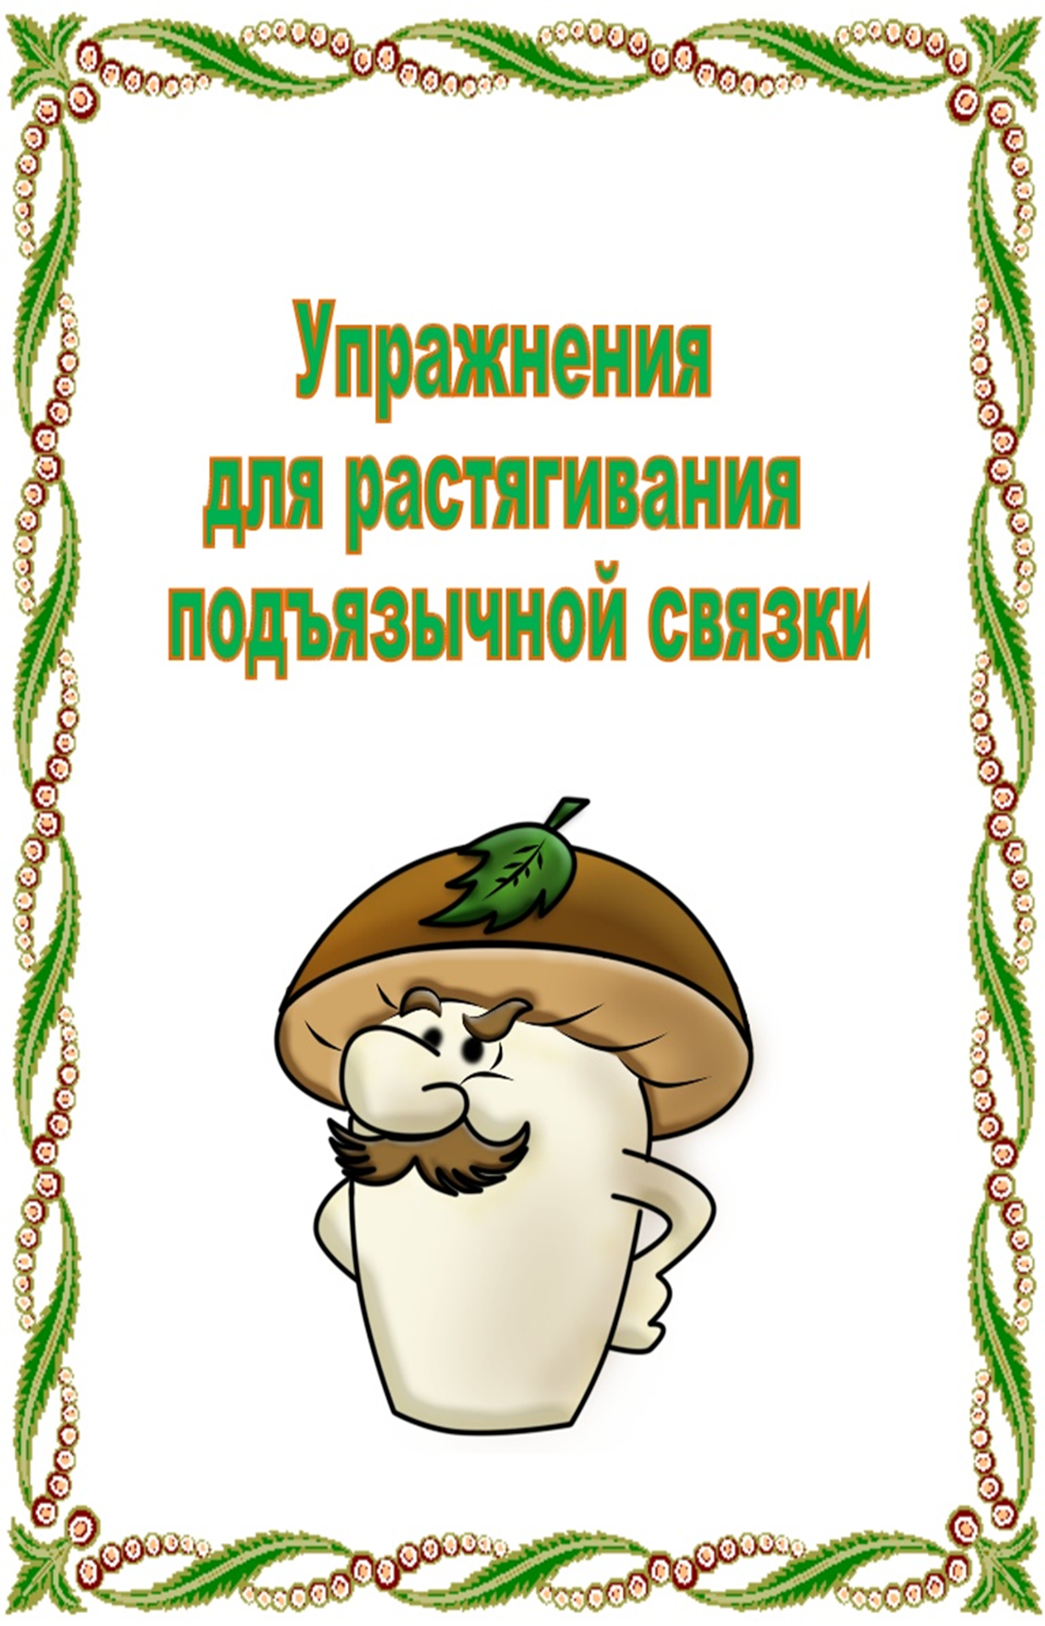 Упражнения
для растягивания
подъязычной связки